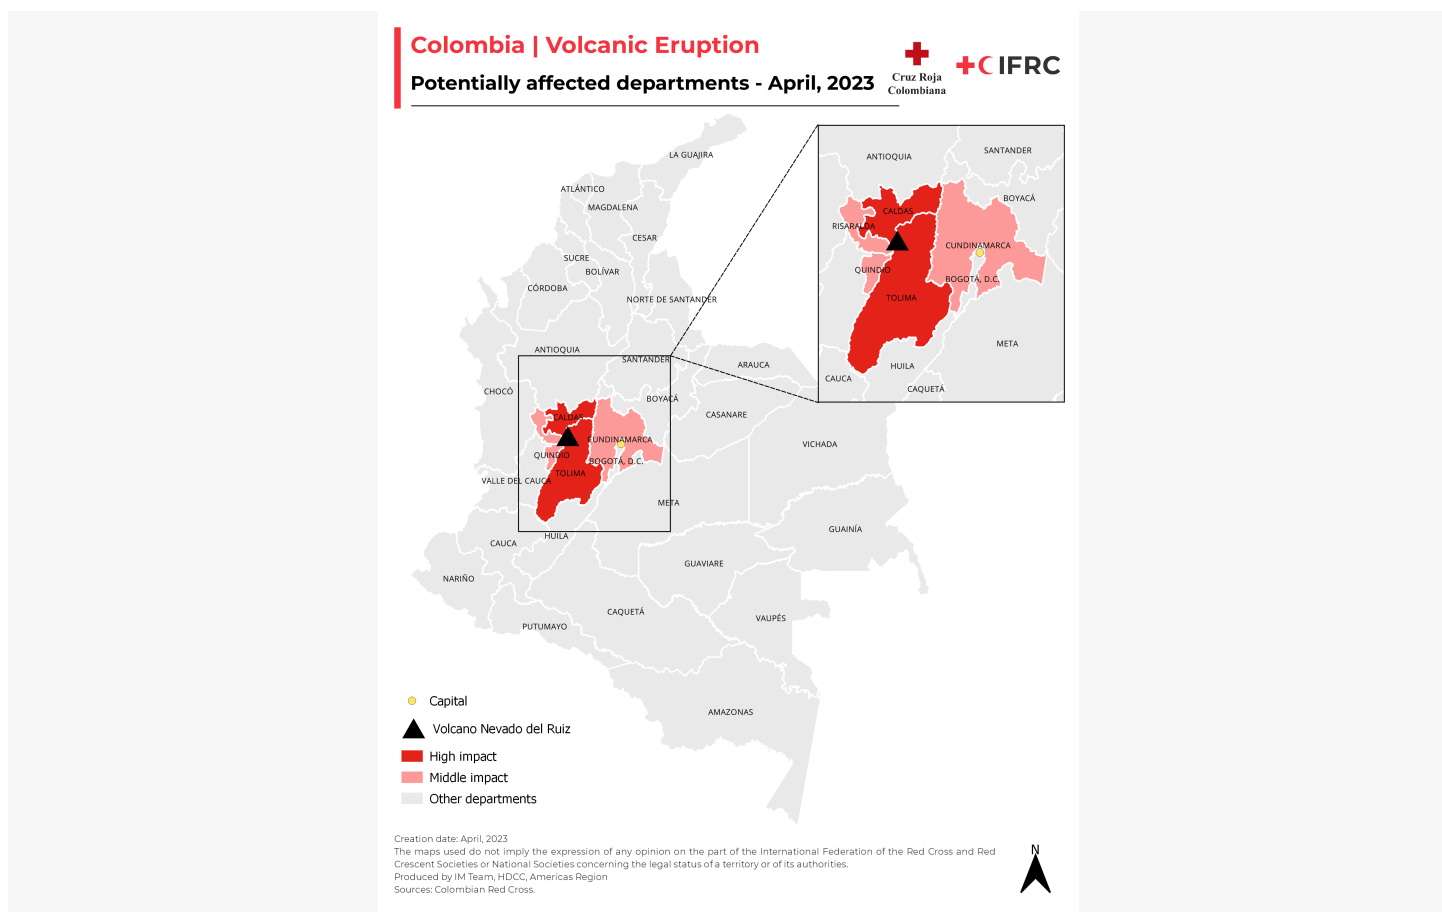 Colombia | Volcanic Eruption
Potentially affected departments - April, 2023
Cruz Roja
Colombiana
IFRC
LA GUAJIRA
ATLÁNTICO
MAGDALENA
CESAR
SUCRE
BOLÍVAR
CÓRDOBA
NORTE DE SANTANDER
ANTIOQUIA
SANTANDER
ARAUCA
CHOCÓ
BOYACÁ
CASANARE
CALDAS
CUNDINAMARCA
VICHADA
QUINDIO
BOGOTÁ, D.C.
TOLIMA
VALLE DEL CAUCA
META
GUAINÍA
HUILA
CAUCA
GUAVIARE
NARIÑO
CAQUETÁ
VAUPÉS
PUTUMAYO
AMAZONAS
ANTIOQUIA
SANTANDER
BOYACÁ
CALDAS
RISARALDA
CUNDINAMARCA
QUINDIO
BOGOTÁ, D.C.
TOLIMA
META
HUILA
CAUCA
CAQUETÁ
Capital
Volcano Nevado del Ruiz
High impact
Middle impact
Other departments
Creation date: April, 2023
The maps used do not imply the expression of any opinion on the part of the International Federation of the Red Cross and Red
Crescent Societies or National Societies concerning the legal status of a territory or of its authorities.
Produced by IM Team, HDCC, Americas Region
Sources: Colombian Red Cross.
N